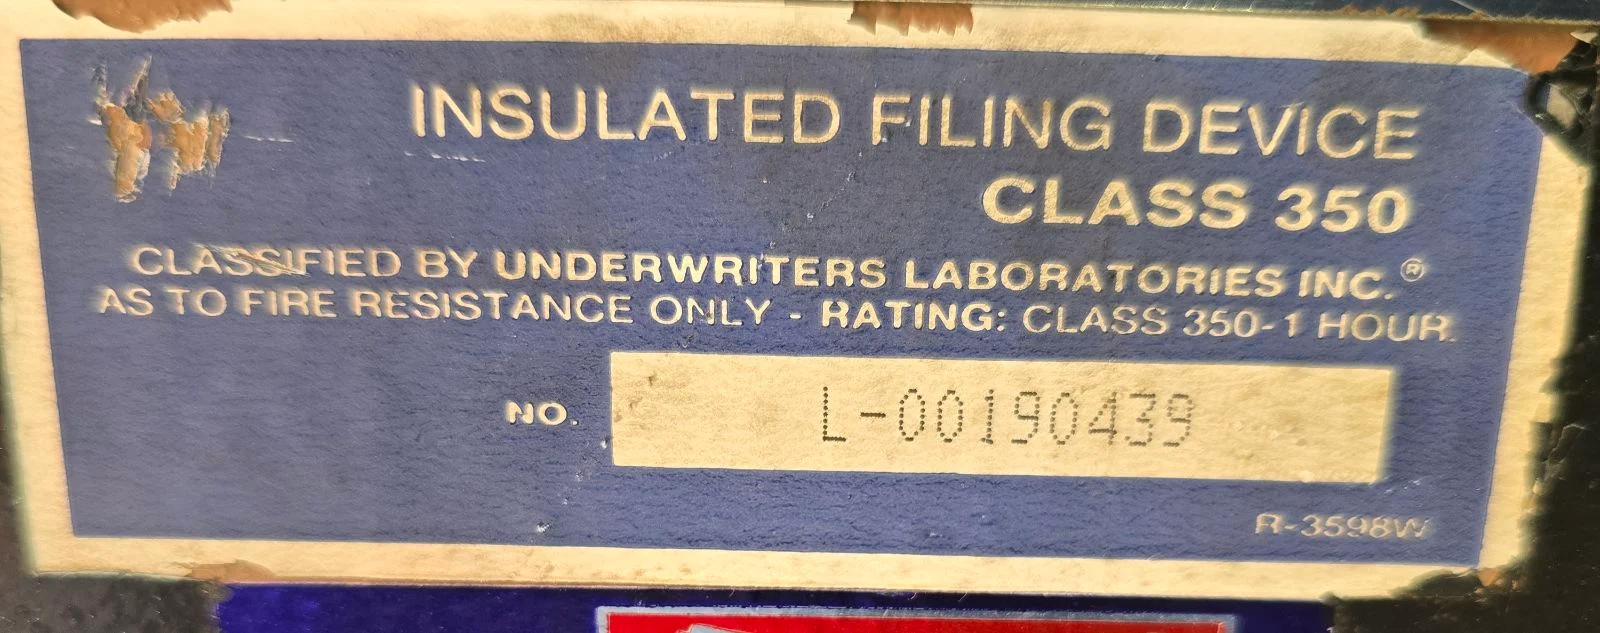 INSULATED FILING DEVICE
CLASS 350
CLASSIFIED BY UNDERWRITERS LABORATORIES INC.®
AS TO FIRE RESISTANCE ONLY - RATING: CLASS 350-1 HOUR.
NO. L-00190439
R-3598W